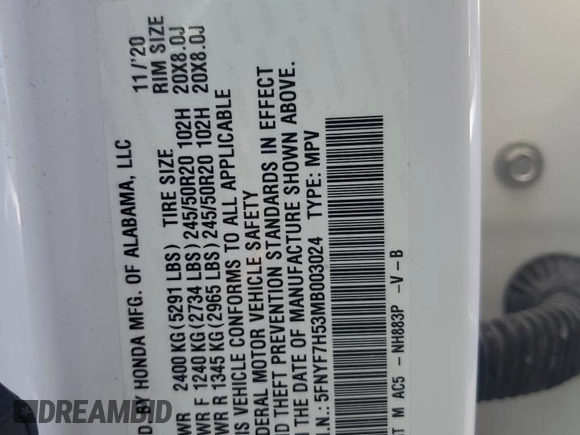 D BY HONDA MFG. OF ALABAMA, LLC 11/'20
WR 2400 KG(5291 LBS) TIRE SIZE RIM SIZE
WR F 1240 KG(2734 LBS)245/50R20 102H 20X8.0J
WR R 1345 KG(2965 LBS)245/50R20 102H 20X8.0J
IS VEHICLE CONFORMS TO ALL APPLICABLE
DERAL MOTOR VEHICLE SAFETY
ND THEFT PREVENTION STANDARDS IN EFFECT
N THE DATE OF MANUFACTURE SHOWN ABOVE.
I.N.:5FNYF7H53MB003024 TYPE: MPV
T M AC5 -NH883P -V -B
DREAMBID